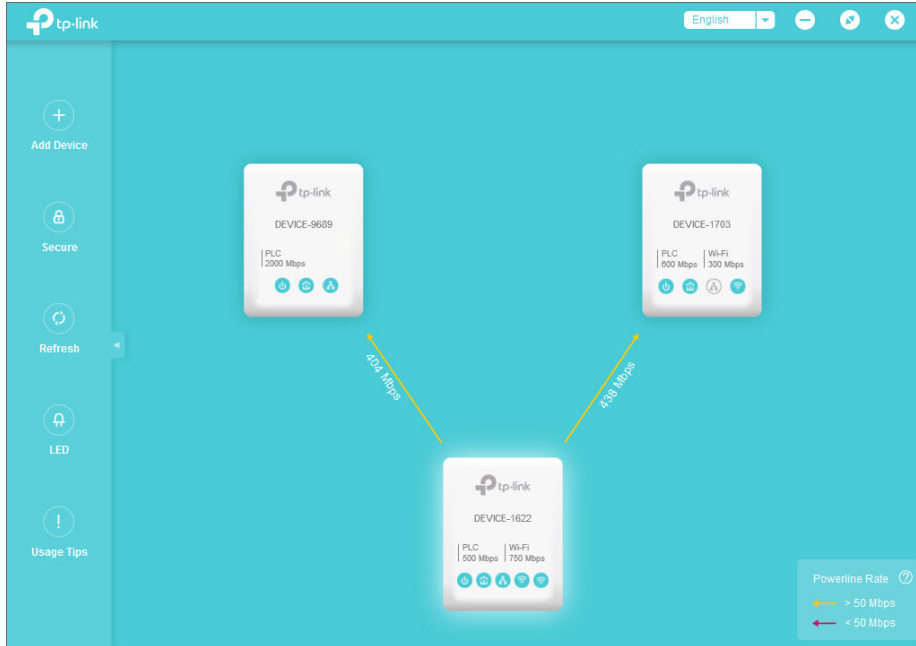 tp-link
English
Add Device
Secure
Refresh
LED
Usage Tips
tp-link
DEVICE-9689
PLC
2000 Mbps
tp-link
DEVICE-1703
PLC Wi-Fi
600 Mbps 300 Mbps
404 Mbps
438 Mbps
tp-link
DEVICE-1622
PLC Wi-Fi
500 Mbps 750 Mbps
Powerline Rate ?
> 50 Mbps
< 50 Mbps